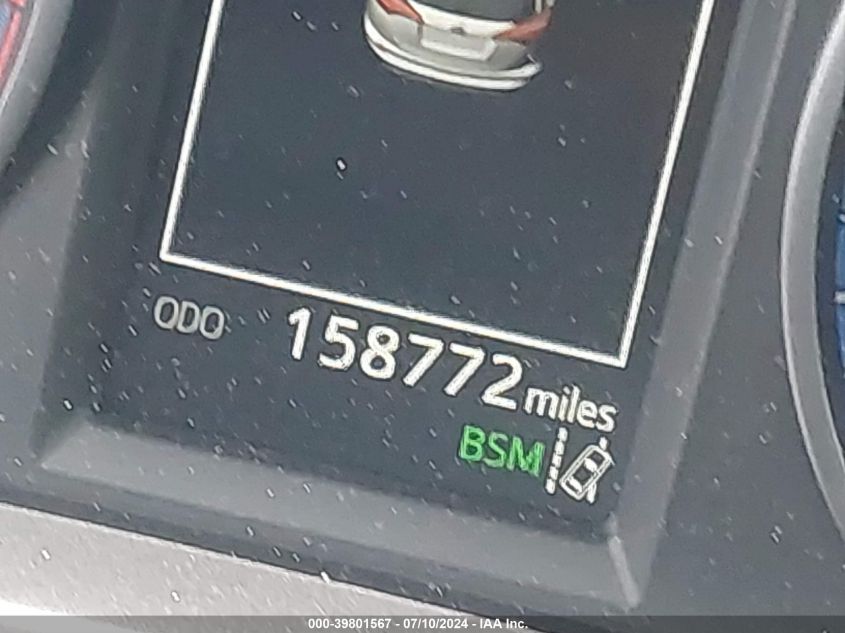 ODO 158772 miles
BSM
000-39801567 - 07/10/2024 - IAA Inc.